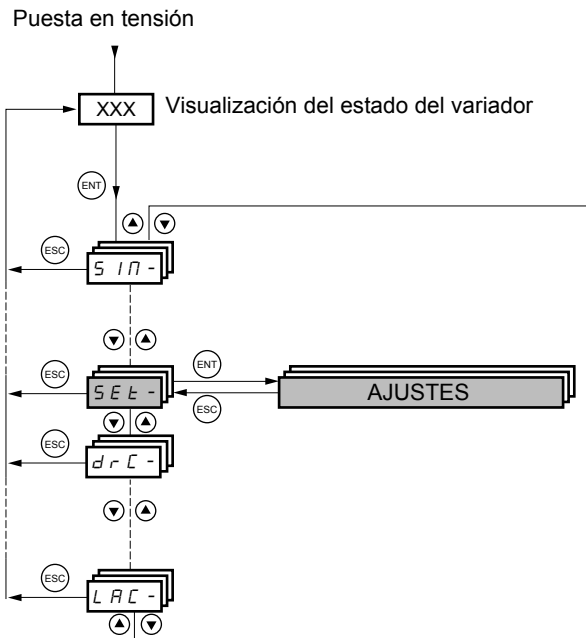 Puesta en tensión
XXX Visualización del estado del variador
ENT
ESC
SIM-
ESC
SEt-
ENT
ESC
AJUSTES
ESC
drC-
ESC
LAC-